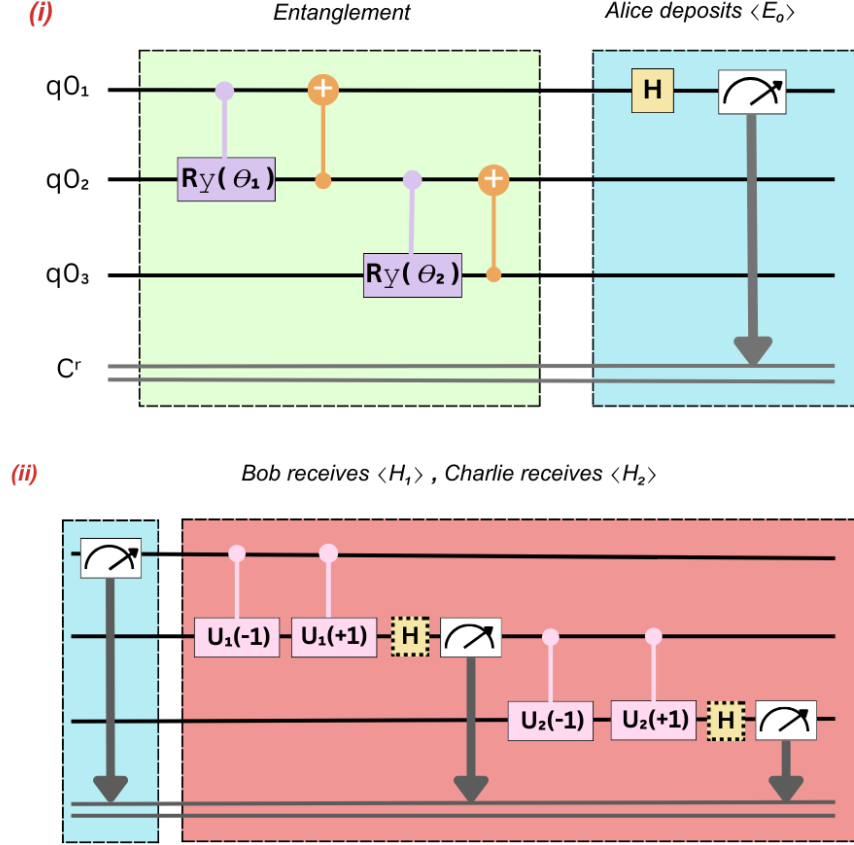 (i)
Entanglement
Alice deposits ⟨E₀⟩
q0₁
H
q0₂
Ry(θ₁)
q0₃
Ry(θ₂)
Cʳ
(ii)
Bob receives ⟨H₁⟩ , Charlie receives ⟨H₂⟩
U₁(-1) U₁(+1) H
U₂(-1) U₂(+1) H